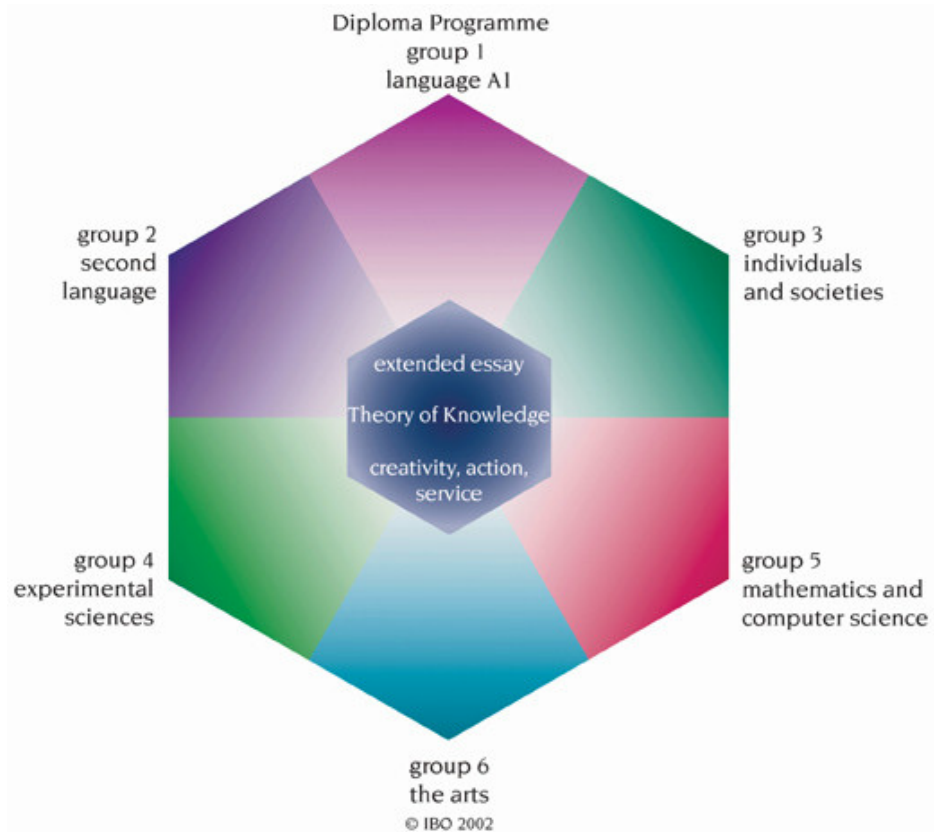 Diploma Programme
group 1
language A1
group 2
second
language
group 3
individuals
and societies
extended essay
Theory of Knowledge
creativity, action,
service
group 4
experimental
sciences
group 5
mathematics and
computer science
group 6
the arts
© IBO 2002